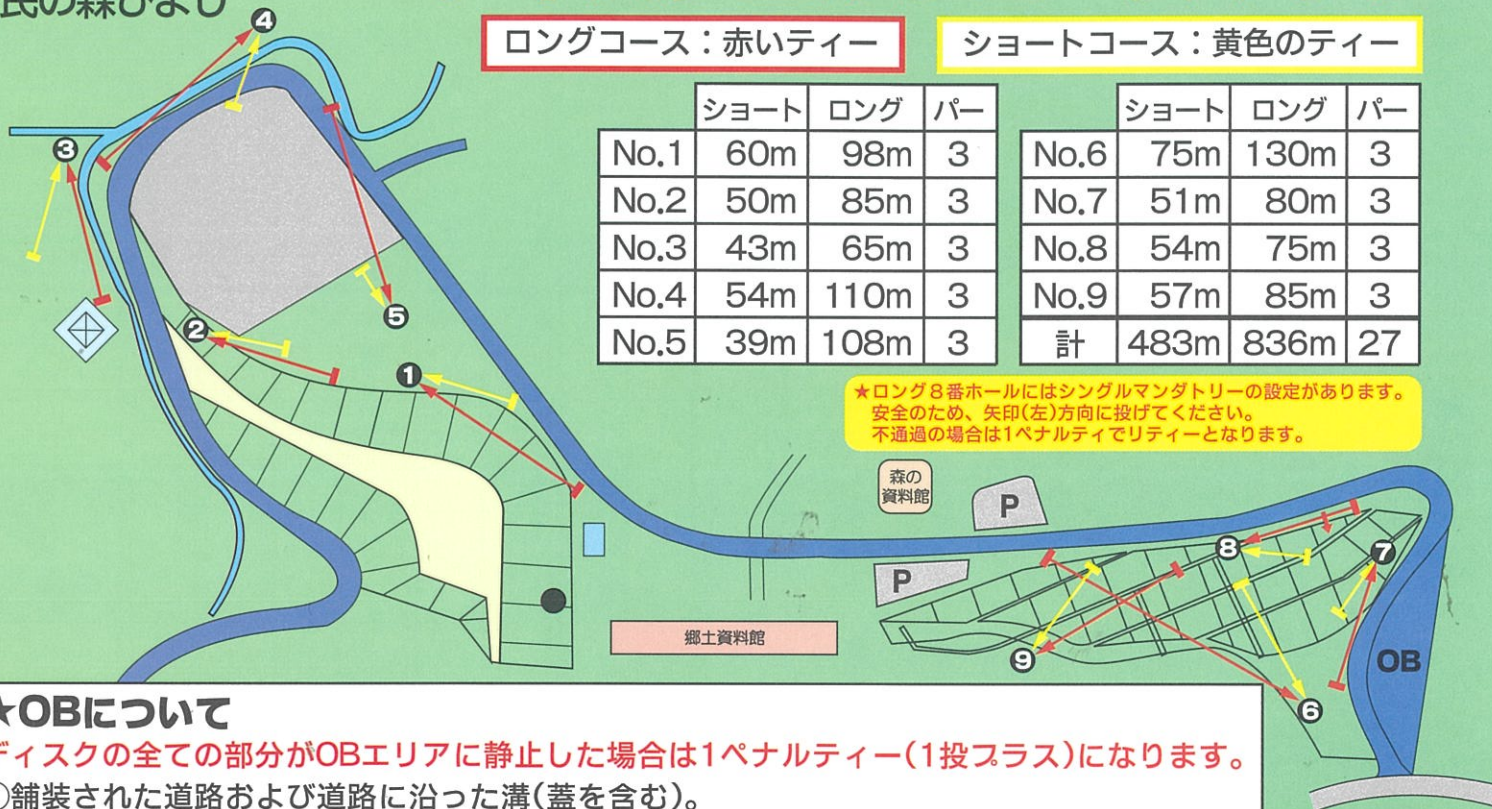 民の森びより
ロングコース：赤いティー
ショートコース：黄色のティー
ショート ロング パー
No.1 60m 98m 3
No.2 50m 85m 3
No.3 43m 65m 3
No.4 54m 110m 3
No.5 39m 108m 3
ショート ロング パー
No.6 75m 130m 3
No.7 51m 80m 3
No.8 54m 75m 3
No.9 57m 85m 3
計 483m 836m 27
★ロング8番ホールにはシングルマンダトリーの設定があります。
安全のため、矢印(左)方向に投げてください。
不通過の場合は1ペナルティでリティーとなります。
4
3
2
5
1
森の
資料館
P
P
郷土資料館
8
7
9
6
OB
★OBについて
ディスクの全ての部分がOBエリアに静止した場合は1ペナルティー(1投プラス)になります。
舗装された道路および道路に沿った溝(蓋を含む)。